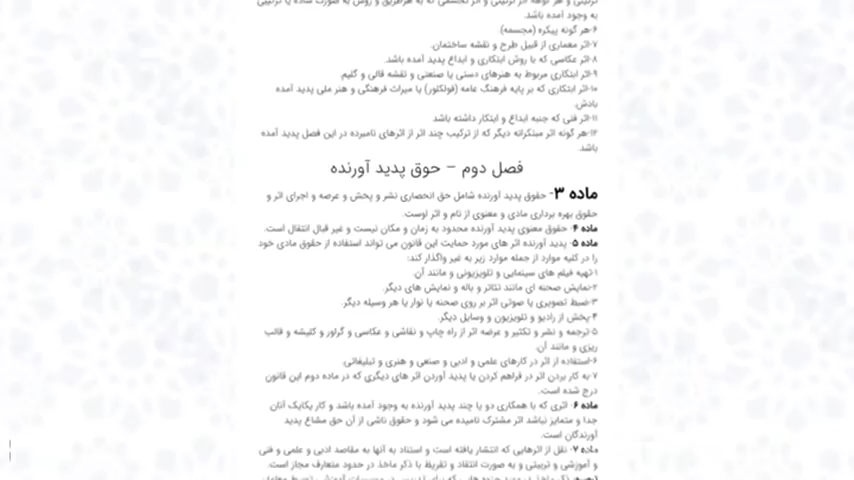 تزئینی و هر گونه اثر تزئینی و اثر تجسمی که به هرطریق و روش به صورت ساده یا ترکیبی
به وجود آمده باشد.
۶-هر گونه پیکره (مجسمه)
۷-اثر معماری از قبیل طرح و نقشه ساختمان.
۸-اثر عکاسی که با روش ابتکاری و ابداع پدید آمده باشد.
۹-اثر ابتکاری مربوط به هنرهای دستی یا صنعتی و نقشه قالی و گلیم
۱۰-اثر ابتکاری که بر پایه فرهنگ عامه (فولکلور) یا میراث فرهنگی و هنر ملی پدید آمده
بادش.
۱۱-اثر فنی که جنبه ابداع و ابتکار داشته باشد
۱۲-هر گونه اثر مبتکرانه دیگر که از ترکیب چند اثر از اثرهای نامبرده در این فصل پدید آمده
باشد.
فصل دوم – حوق پدید آورنده
ماده ۳- حقوق پدید آورنده شامل حق انحصاری نشر و پخش و عرصه و اجرای اثر و
حقوق بهره برداری مادی و معنوی از نام و اثر اوست.
ماده ۴- حقوق معنوی پدید آورنده محدود به زمان و مکان نیست و غیر قبال انتقال است.
ماده ۵- پدید آورنده اثر های مورد حمایت این قانون می تواند استفاده از حقوق مادی خود
را در کلیه موارد از جمله موارد زیر به غیر واگذار کند:
۱-تهیه فیلم های سینمایی و تلویزیونی و مانند آن.
۲-نمایش صحنه ای مانند تئاتر و باله و نمایش های دیگر.
۳-ضبط تصویری یا صوتی اثر بر روی صحنه یا نوار یا هر وسیله دیگر.
۴-پخش از رادیو و تلویزیون و وسایل دیگر.
۵-ترجمه و نشر و تکثیر و عرضه اثر از راه چاپ و نقاشی و عکاسی و گراور و کلیشه و قالب
ریزی و مانند آن.
۶-استفاده از اثر در کارهای علمی و ادبی و صنعی و هنری و تبلیغاتی.
۷-به کار بردن اثر در فراهم کردن یا پدید آوردن اثر های دیگری که در ماده دوم این قانون
درج شده است.
ماده ۶- اثری که با همکاری دو یا چند پدید آورنده به وجود آمده باشد و کار یکایک آنان
جدا و متمایز نباشد اثر مشترک نامیده می شود و حقوق ناشی از آن حق مشاع پدید
آورندگان است.
ماده ۷- نقل از اثرهایی که انتشار یافته است و استناد به آنها به مقاصد ادبی و علمی و فنی
و آموزشی و تربیتی و به صورت انتقاد و تقریظ با ذکر ماخذ در حدود متعارف مجاز است.